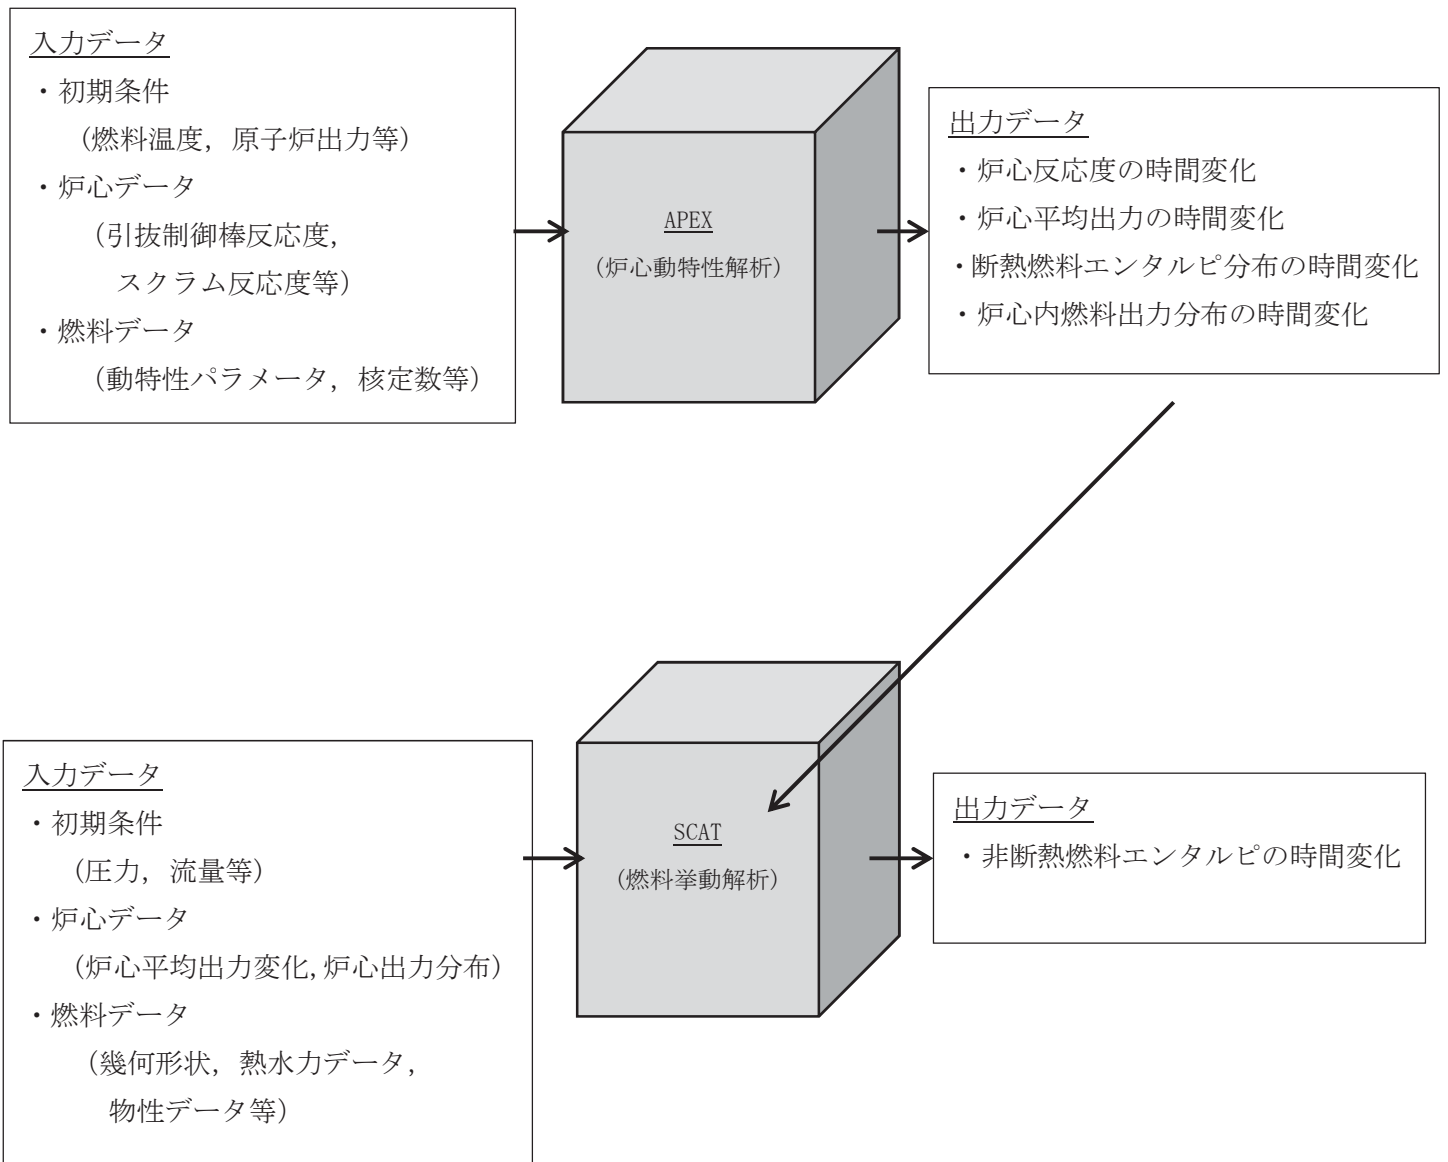 入力データ
・初期条件
(燃料温度，原子炉出力等)
・炉心データ
(引抜制御棒反応度，
スクラム反応度等)
・燃料データ
(動特性パラメータ，核定数等)
APEX
(炉心動特性解析)
出力データ
・炉心反応度の時間変化
・炉心平均出力の時間変化
・断熱燃料エンタルピ分布の時間変化
・炉心内燃料出力分布の時間変化
入力データ
・初期条件
(圧力，流量等)
・炉心データ
(炉心平均出力変化，炉心出力分布)
・燃料データ
(幾何形状，熱水力データ，
物性データ等)
SCAT
(燃料挙動解析)
出力データ
・非断熱燃料エンタルピの時間変化